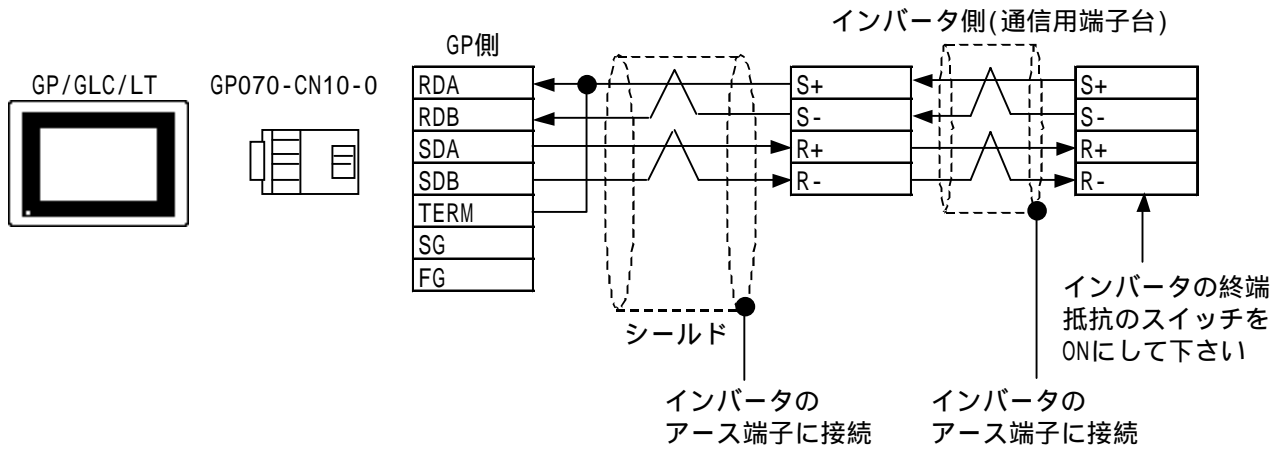 インバータ側(通信用端子台)
GP側
GP/GLC/LT
GP070-CN10-0
RDA
RDB
SDA
SDB
TERM
SG
FG
S+
S-
R+
R-
S+
S-
R+
R-
シールド
インバータの
アース端子に接続
インバータの
アース端子に接続
インバータの終端
抵抗のスイッチを
ONにして下さい